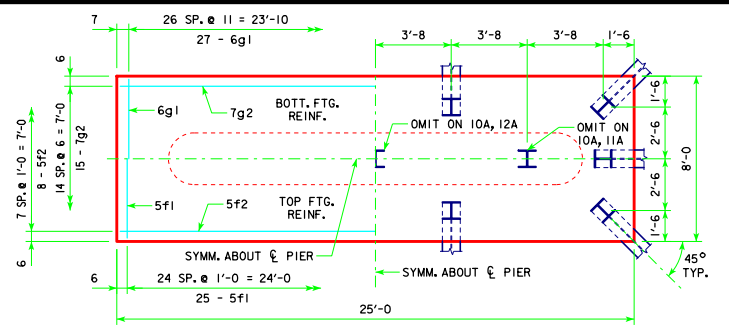 7
26 SP.@ 11 = 23'-10
27 - 6g1
3'-8
3'-8
3'-8
1'-6
6
6g1
7g2
BOTT. FTG.
REINF.
OMIT ON 10A, 12A
OMIT ON
10A, 11A
1'-6
2'-6
8'-0
2'-6
1'-6
7 SP.@ 1'-0 = 7'-0
8 - 5f2
14 SP.@ 6 = 7'-0
15 - 7g2
5f1
5f2
TOP FTG.
REINF.
6
SYMM. ABOUT ℄ PIER
SYMM. ABOUT ℄ PIER
45°
TYP.
6
24 SP.@ 1'-0 = 24'-0
25 - 5f1
25'-0